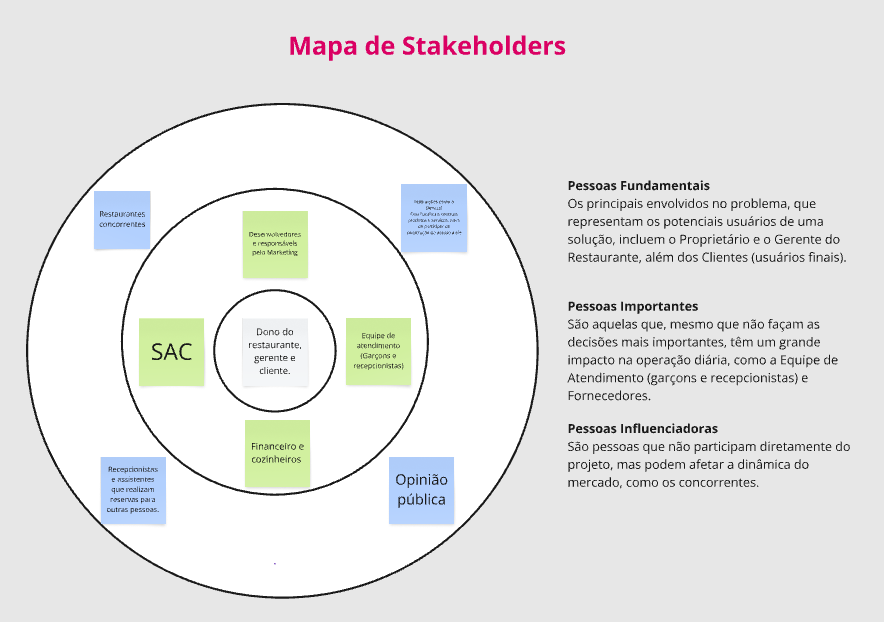 Mapa de Stakeholders
Restaurantes
concorrentes
Desenvolvedores
e responsáveis
pelo Marketing
SAC
Dono do
restaurante,
gerente e
cliente.
Equipe de
atendimento
(Garçons e
recepcionistas)
Financeiro e
cozinheiros
Recepcionistas
e assistentes
que realizam
reservas para
outras pessoas.
Opinião
pública
Pessoas Fundamentais
Os principais envolvidos no problema, que
representam os potenciais usuários de uma
solução, incluem o Proprietário e o Gerente do
Restaurante, além dos Clientes (usuários finais).
Pessoas Importantes
São aquelas que, mesmo que não façam as
decisões mais importantes, têm um grande
impacto na operação diária, como a Equipe de
Atendimento (garçons e recepcionistas) e
Fornecedores.
Pessoas Influenciadoras
São pessoas que não participam diretamente do
projeto, mas podem afetar a dinâmica do
mercado, como os concorrentes.